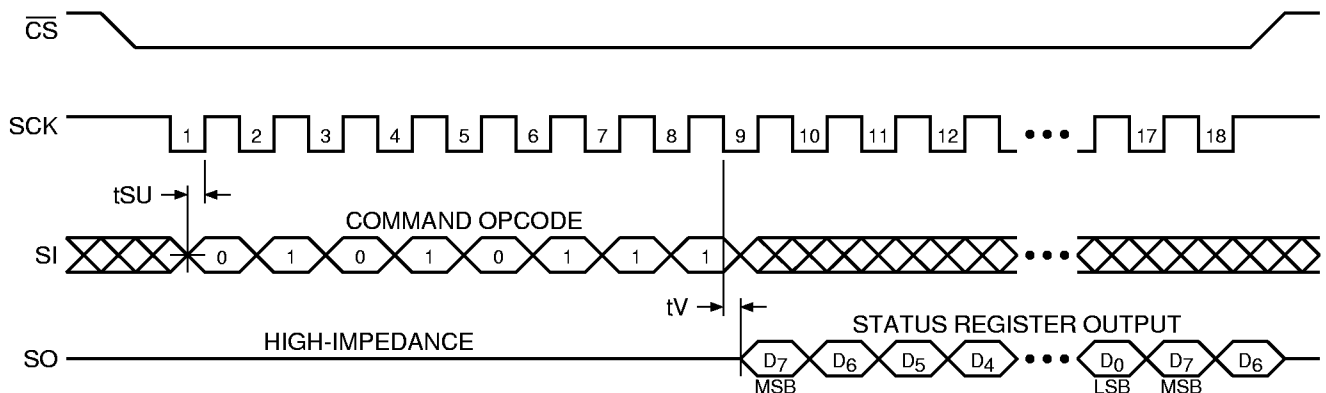 CS
SCK 1 2 3 4 5 6 7 8 9 10 11 12 17 18
tSU
COMMAND OPCODE
SI 0 1 0 1 0 1 1 1
tV
HIGH-IMPEDANCE
STATUS REGISTER OUTPUT
SO D7 D6 D5 D4 D0 D7 D6
MSB LSB MSB